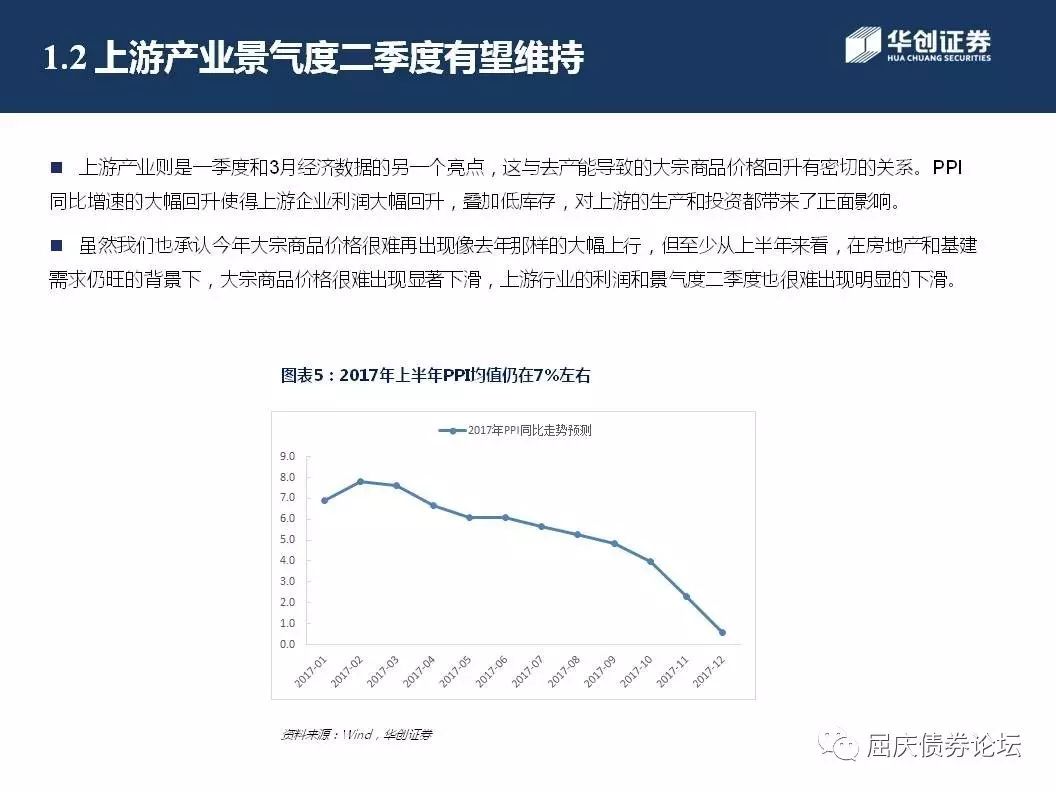 1.2 上游产业景气度二季度有望维持
华创证券
HUA CHUANG SECURITIES
■ 上游产业则是一季度和3月经济数据的另一个亮点，这与去产能导致的大宗商品价格回升有密切的关系。PPI
同比增速的大幅回升使得上游企业利润大幅回升，叠加低库存，对上游的生产和投资都带来了正面影响。
■ 虽然我们也承认今年大宗商品价格很难再出现像去年那样的大幅上行，但至少从上半年来看，在房地产和基建
需求仍旺的背景下，大宗商品价格很难出现显著下滑，上游行业的利润和景气度二季度也很难出现明显的下滑。
图表5：2017年上半年PPI均值仍在7%左右
2017年PPI同比走势预测
9.0
8.0
7.0
6.0
5.0
4.0
3.0
2.0
1.0
0.0
2017-01 2017-02 2017-03 2017-04 2017-05 2017-06 2017-07 2017-08 2017-09 2017-10 2017-11 2017-12
资料来源：Wind，华创证券
屈庆债券论坛